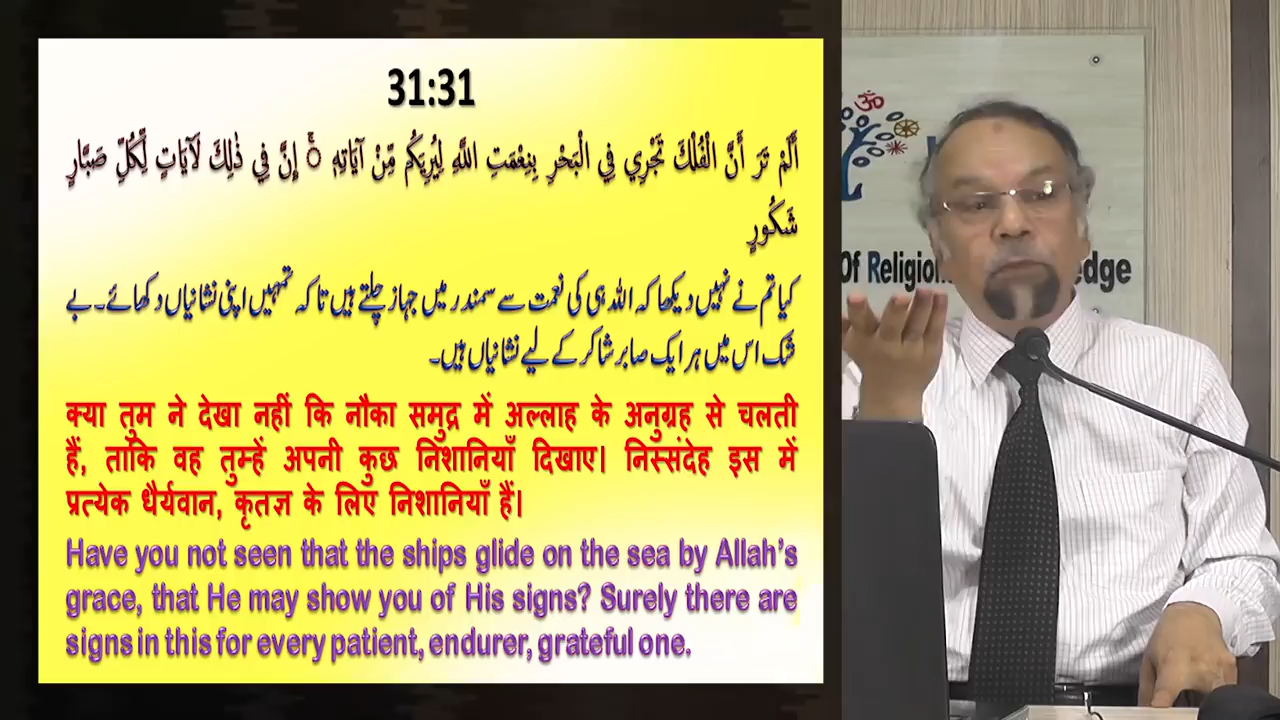 31:31
أَلَمْ تَرَ أَنَّ الْفُلْكَ تَجْرِي فِي الْبَحْرِ بِنِعْمَتِ اللَّهِ لِيُرِيَكُم مِّنْ آيَاتِهِ ۚ إِنَّ فِي ذَٰلِكَ لَآيَاتٍ لِّكُلِّ صَبَّارٍ
شَكُورٍ
کیا تم نے نہیں دیکھا کہ اللہ ہی کی نعمت سے سمندر میں جہاز چلتے ہیں تاکہ تمہیں اپنی نشانیاں دکھائے۔ بے
شک اس میں ہر ایک صابر شاکر کے لیے نشانیاں ہیں۔
क्या तुम ने देखा नहीं कि नौका समुद्र में अल्लाह के अनुग्रह से चलती
हैं, ताकि वह तुम्हें अपनी कुछ निशानियाँ दिखाए। निस्संदेह इस में
प्रत्येक धैर्यवान, कृतज्ञ के लिए निशानियाँ हैं।
Have you not seen that the ships glide on the sea by Allah's
grace, that He may show you of His signs? Surely there are
signs in this for every patient, endurer, grateful one.
Of Religio edge